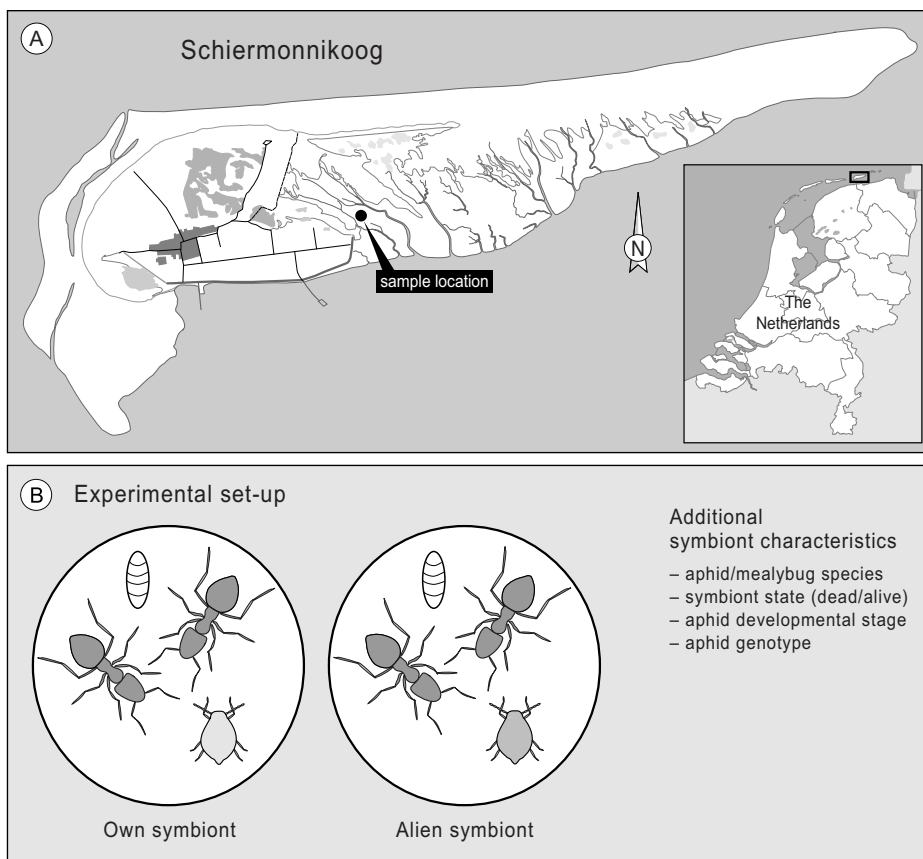 A
Schiermonnikoog
sample location
N
The
Netherlands
B
Experimental set-up
Own symbiont
Alien symbiont
Additional
symbiont characteristics
– aphid/mealybug species
– symbiont state (dead/alive)
– aphid developmental stage
– aphid genotype